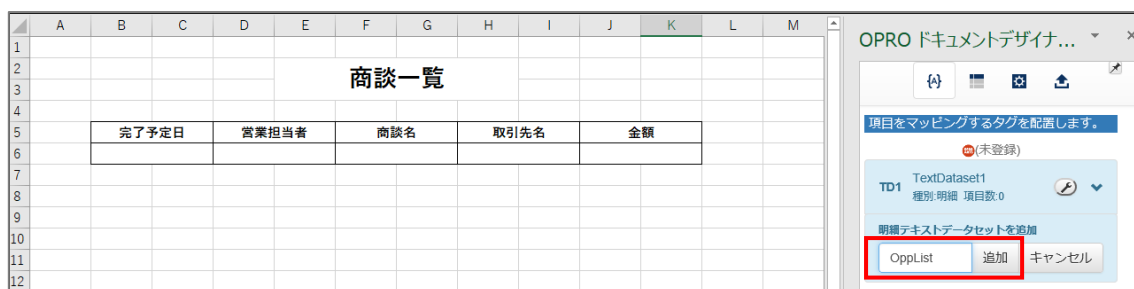 A B C D E F G H I J K L M
1
2
商談一覧
3
4
5 完了予定日 営業担当者 商談名 取引先名 金額
6
7
8
9
10
11
12
OPRO ドキュメントデザイナ...
{A}
項目をマッピングするタグを配置します。
(未登録)
TD1 TextDataset1
種別:明細 項目数:0
明細テキストデータセットを追加
OppList 追加 キャンセル